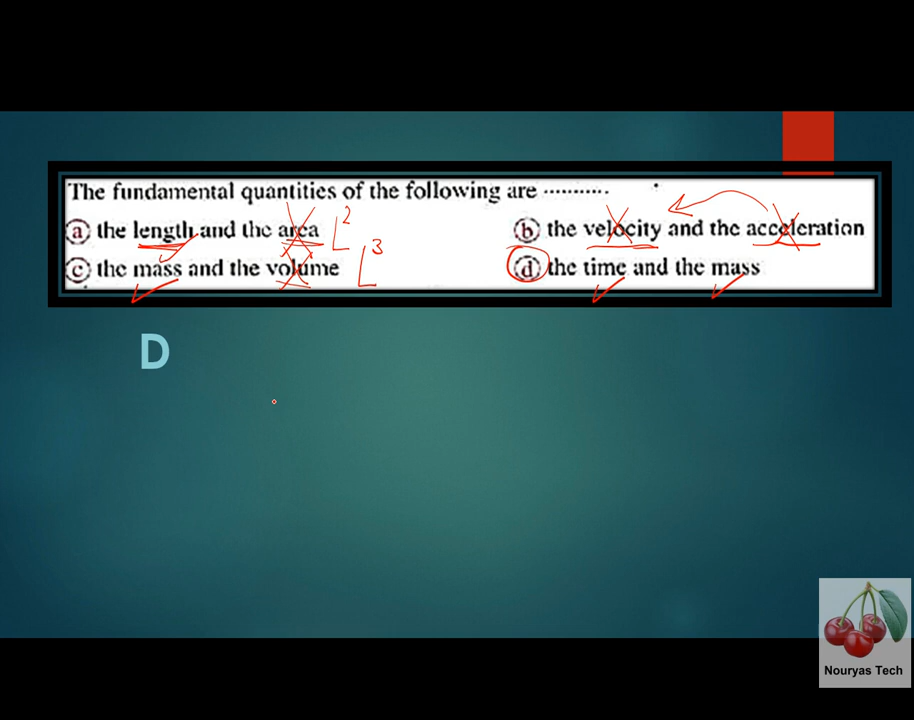 The fundamental quantities of the following are ...........
ⓐ the length and the area L²
ⓑ the velocity and the acceleration
ⓒ the mass and the volume L³
ⓓ the time and the mass
D
Nouryas Tech